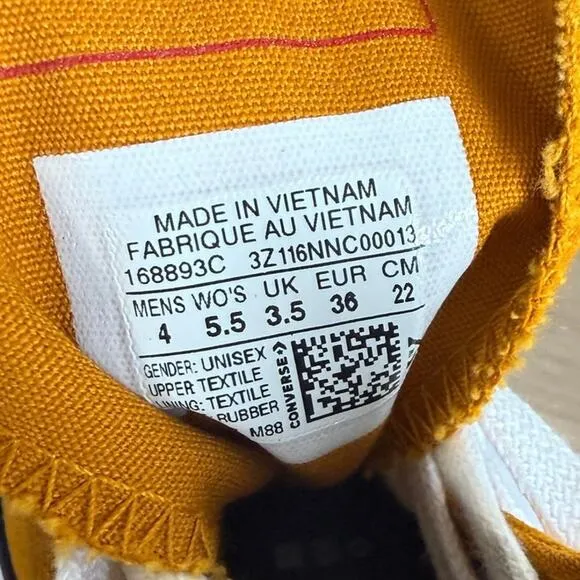 MADE IN VIETNAM
FABRIQUE AU VIETNAM
168893C 3Z116NNC00013
MENS WO'S UK EUR CM
4 5.5 3.5 36 22
GENDER: UNISEX
UPPER TEXTILE
LINING: TEXTILE
RUBBER
M88
CONVERSE